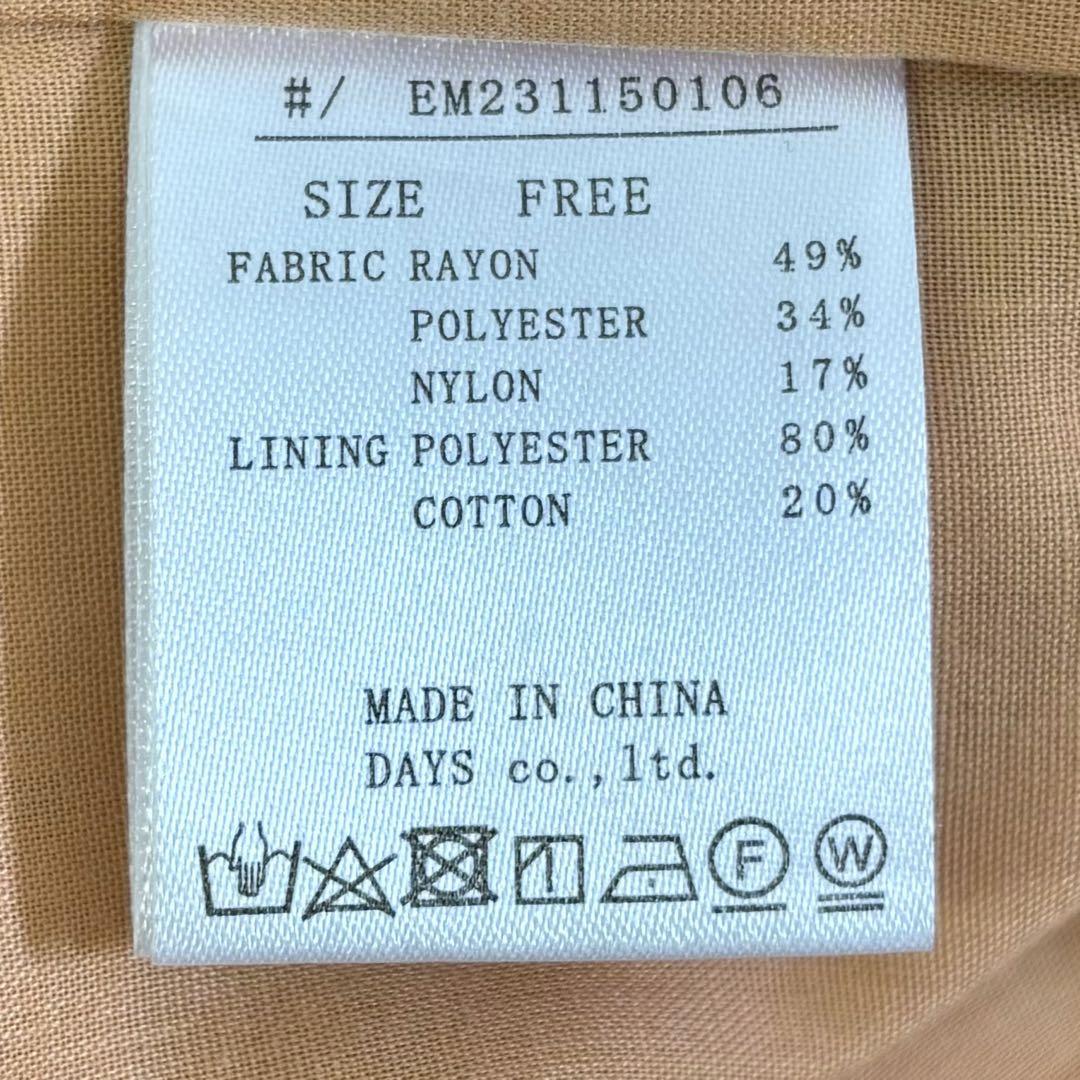 #/ EM231150106
SIZE FREE
FABRIC RAYON 49%
POLYESTER 34%
NYLON 17%
LINING POLYESTER 80%
COTTON 20%
MADE IN CHINA
DAYS co.,ltd.
F W